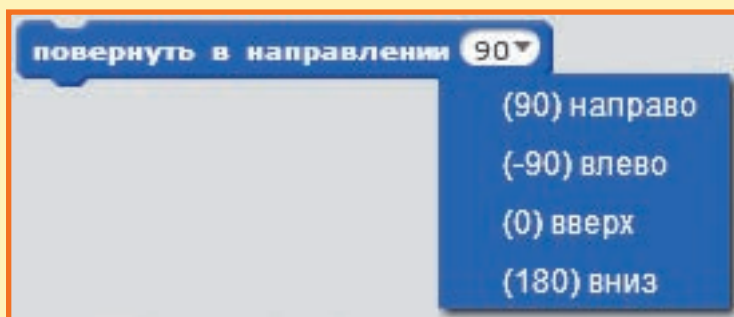 повернуть в направлении 90
(90) направо
(-90) влево
(0) вверх
(180) вниз